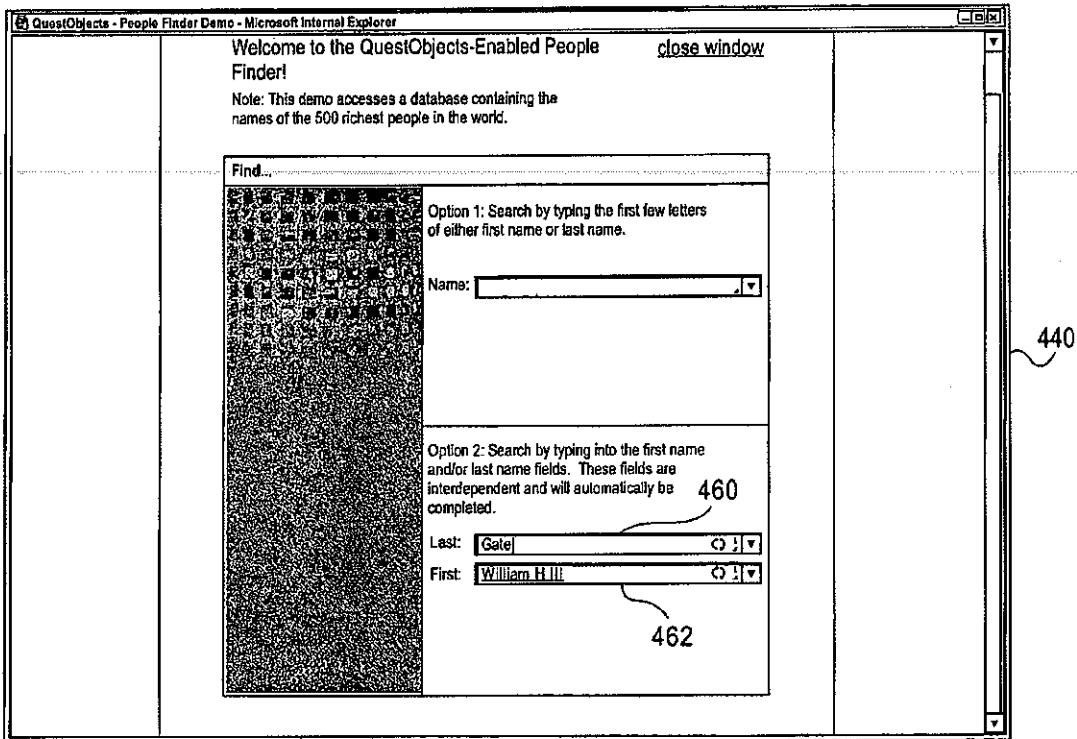 QuestObjects - People Finder Demo - Microsoft Internal Explorer
Welcome to the QuestObjects-Enabled People
Finder!
close window
Note: This demo accesses a database containing the
names of the 500 richest people in the world.
Find...
Option 1: Search by typing the first few letters
of either first name or last name.
Name:
440
Option 2: Search by typing into the first name
and/or last name fields. These fields are
interdependent and will automatically be
completed.
460
Last: Gate
First: William H III
462